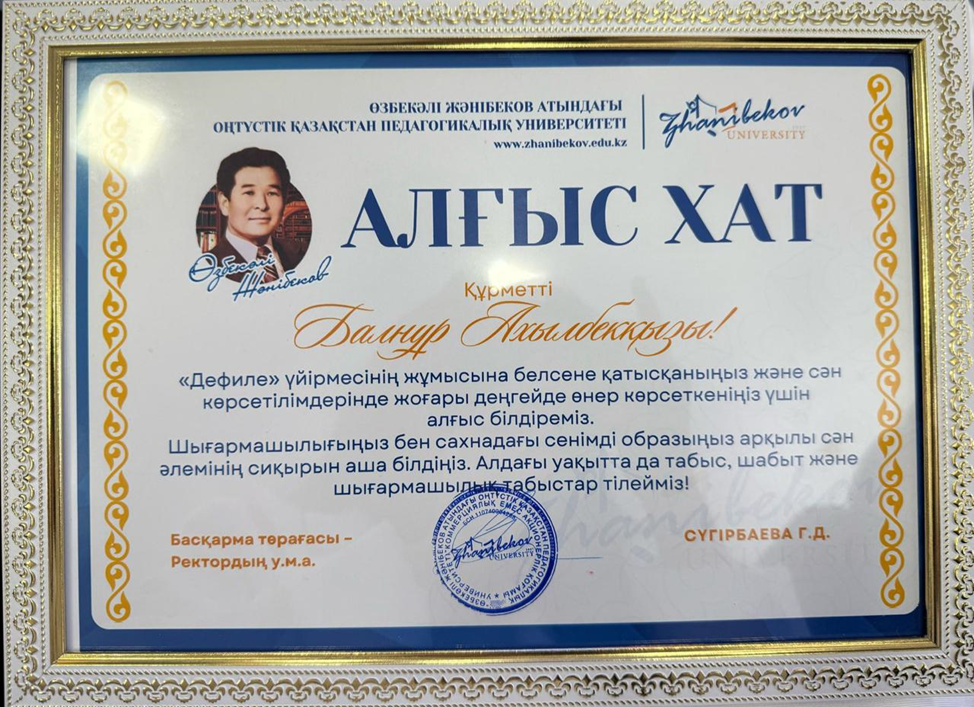 ӨЗБЕКӘЛІ ЖӘНІБЕКОВ АТЫНДАҒЫ
ОҢТҮСТІК ҚАЗАҚСТАН ПЕДАГОГИКАЛЫҚ УНИВЕРСИТЕТІ
www.zhanibekov.edu.kz
Zhanibekov
UNIVERSITY
АЛҒЫС ХАТ
Өзбекәлі
Жәнібеков
Құрметті
Балнұр Ахылбекқызы!
«Дефиле» үйірмесінің жұмысына белсене қатысқаныңыз және сән
көрсетілімдерінде жоғары деңгейде өнер көрсеткеніңіз үшін
алғыс білдіреміз.
Шығармашылығыңыз бен сахнадағы сенімді образыңыз арқылы сән
әлемінің сиқырын аша білдіңіз. Алдағы уақытта да табыс, шабыт және
шығармашылық табыстар тілейміз!
Басқарма төрағасы –
Ректордың у.м.а.
Zhanibekov
UNIVERSITY
СҮГІРБАЕВА Г.Д.